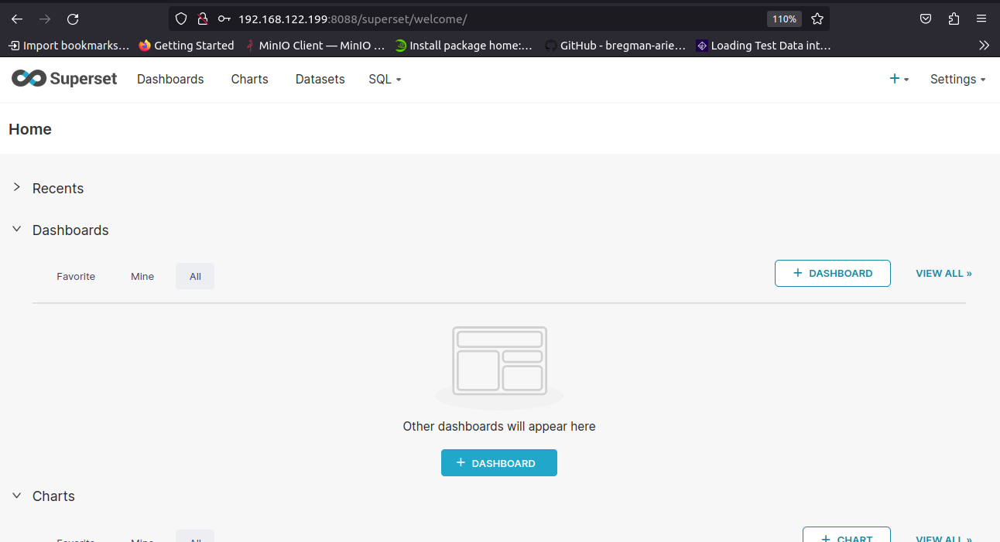 192.168.122.199:8088/superset/welcome/ 110%
Import bookmarks... Getting Started MinIO Client — MinIO ... Install package home:... GitHub - bregman-arie... Loading Test Data int...
Superset Dashboards Charts Datasets SQL + Settings
Home
Recents
Dashboards
Favorite Mine All + DASHBOARD VIEW ALL »
Other dashboards will appear here
+ DASHBOARD
Charts
Favorite Mine All + CHART VIEW ALL »